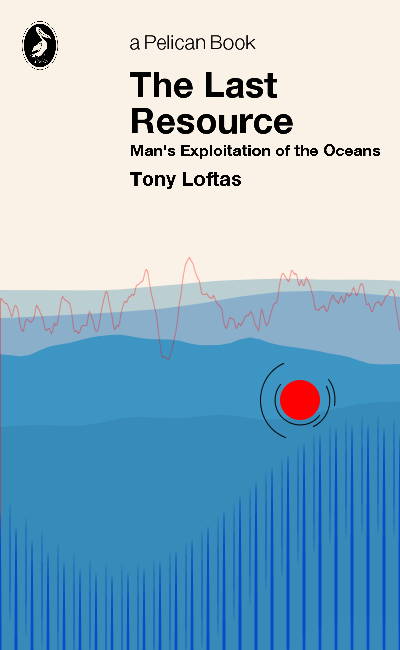 a Pelican Book
The Last
Resource
Man's Exploitation of the Oceans
Tony Loftas